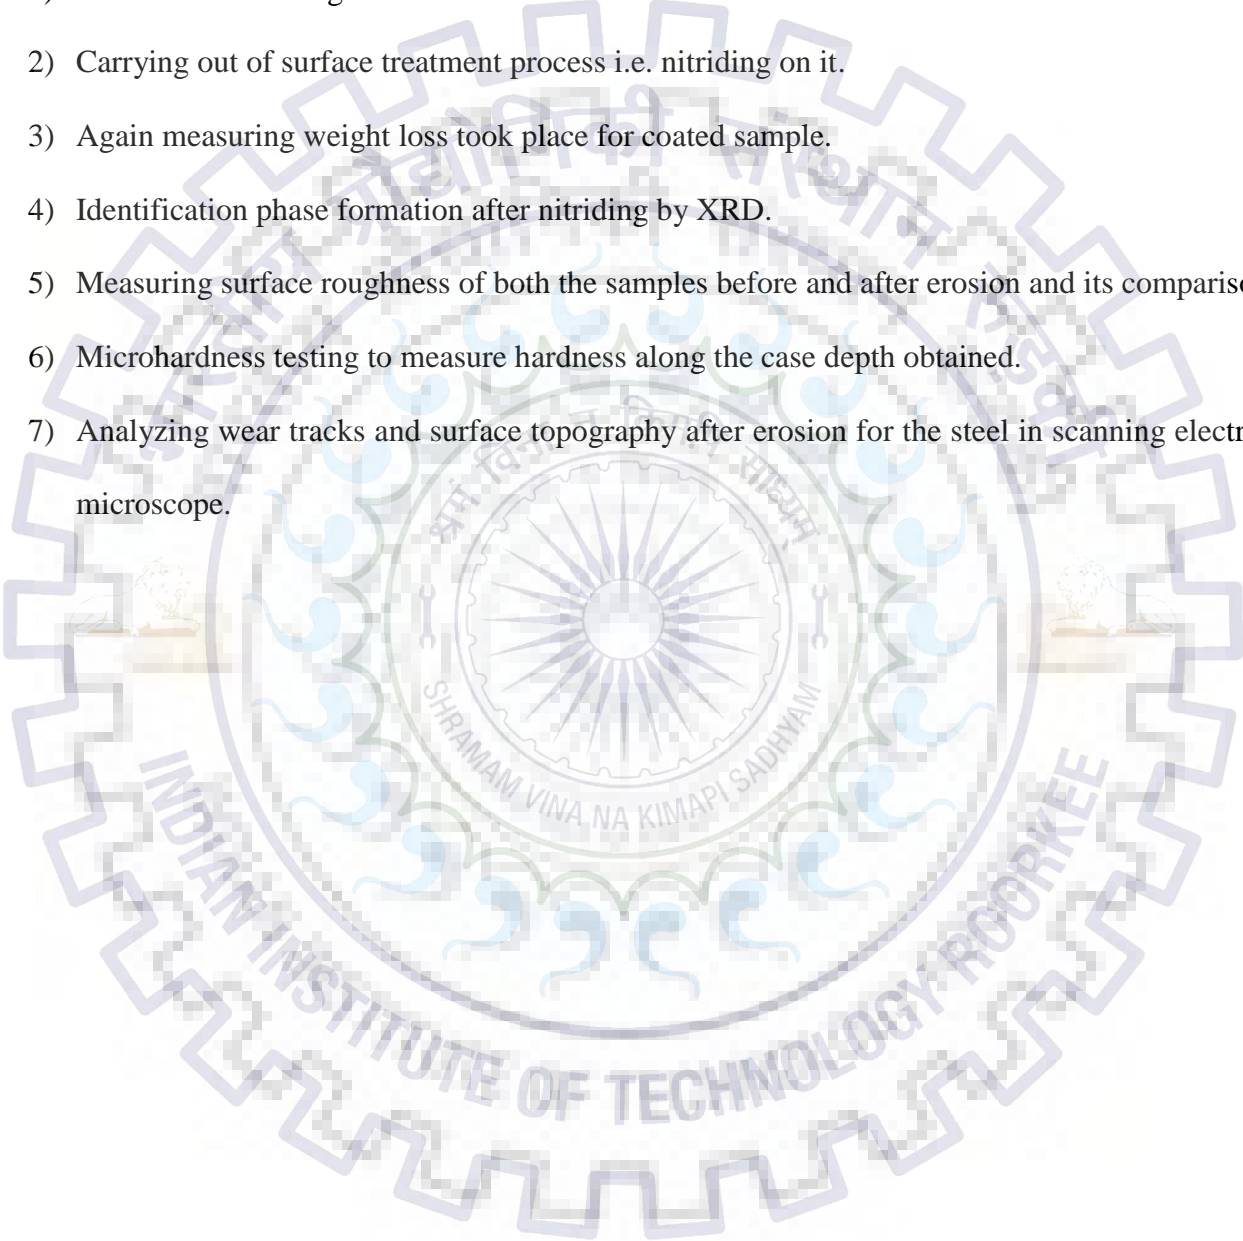 2) Carrying out of surface treatment process i.e. nitriding on it.
3) Again measuring weight loss took place for coated sample.
4) Identification phase formation after nitriding by XRD.
5) Measuring surface roughness of both the samples before and after erosion and its
6) Microhardness testing to measure hardness along the case depth obtained.
7) Analyzing wear tracks and surface topography after erosion for the steel in scanning
microscope.
श्रमं विना न किमपि साध्यम्
SHRAMAM VINA NA KIMAPI SADHYAM
भारतीय प्रौद्योगिकी संस्थान रुड़की
INDIAN INSTITUTE OF TECHNOLOGY ROORKEE